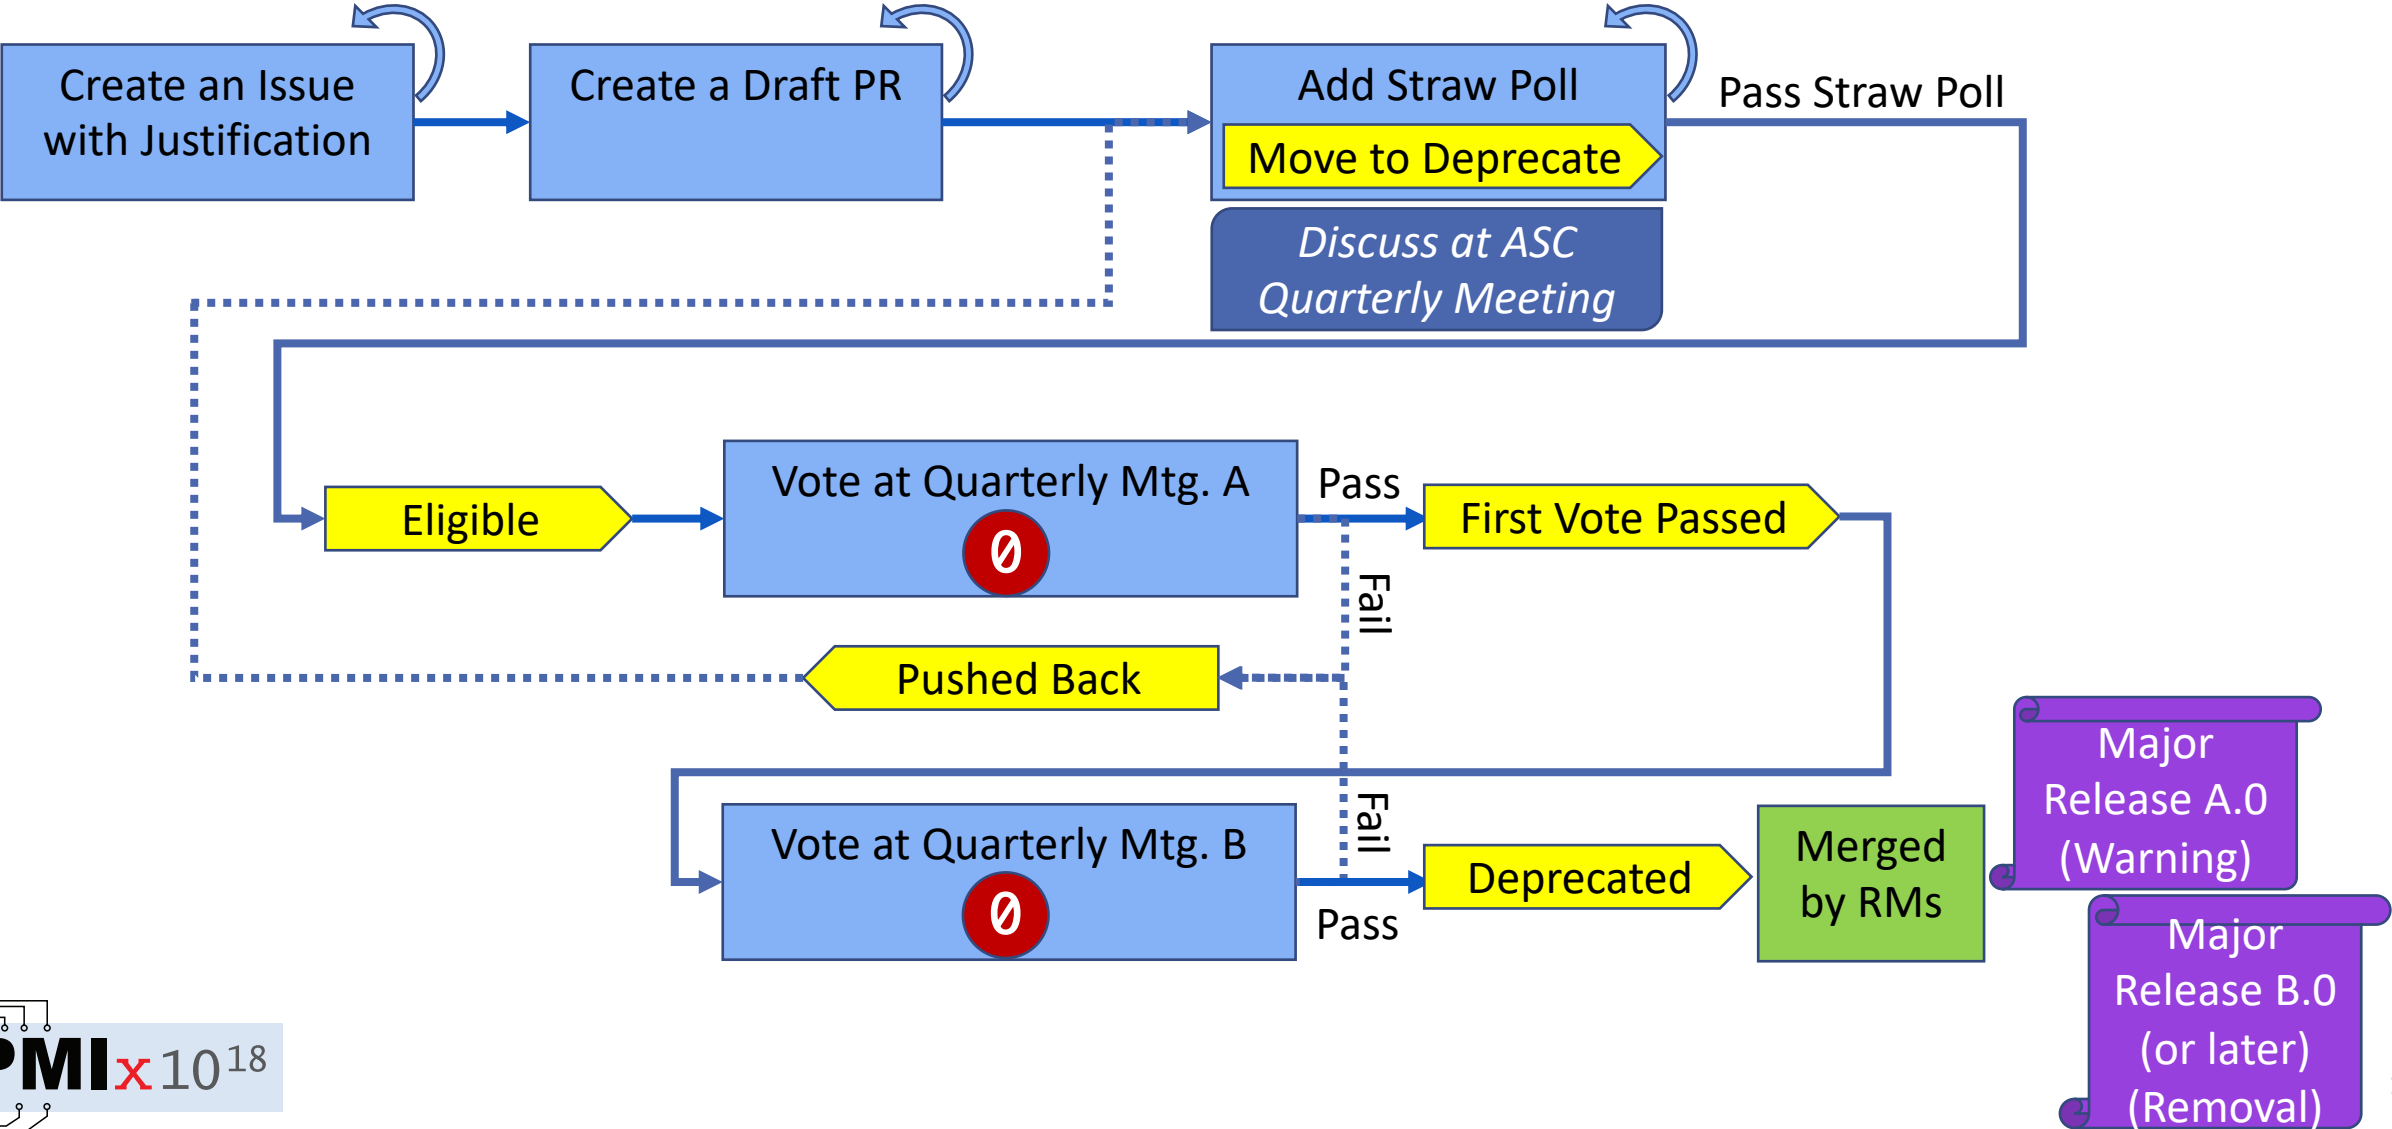 Create an Issue
with Justification
Create a Draft PR
Add Straw Poll
Move to Deprecate
Discuss at ASC
Quarterly Meeting
Pass Straw Poll
Eligible
Vote at Quarterly Mtg. A
0
Pass
Fail
First Vote Passed
Pushed Back
Vote at Quarterly Mtg. B
0
Fail
Pass
Deprecated
Merged
by RMs
Major
Release A.0
(Warning)
Major
Release B.0
(or later)
(Removal)
PMIx1018